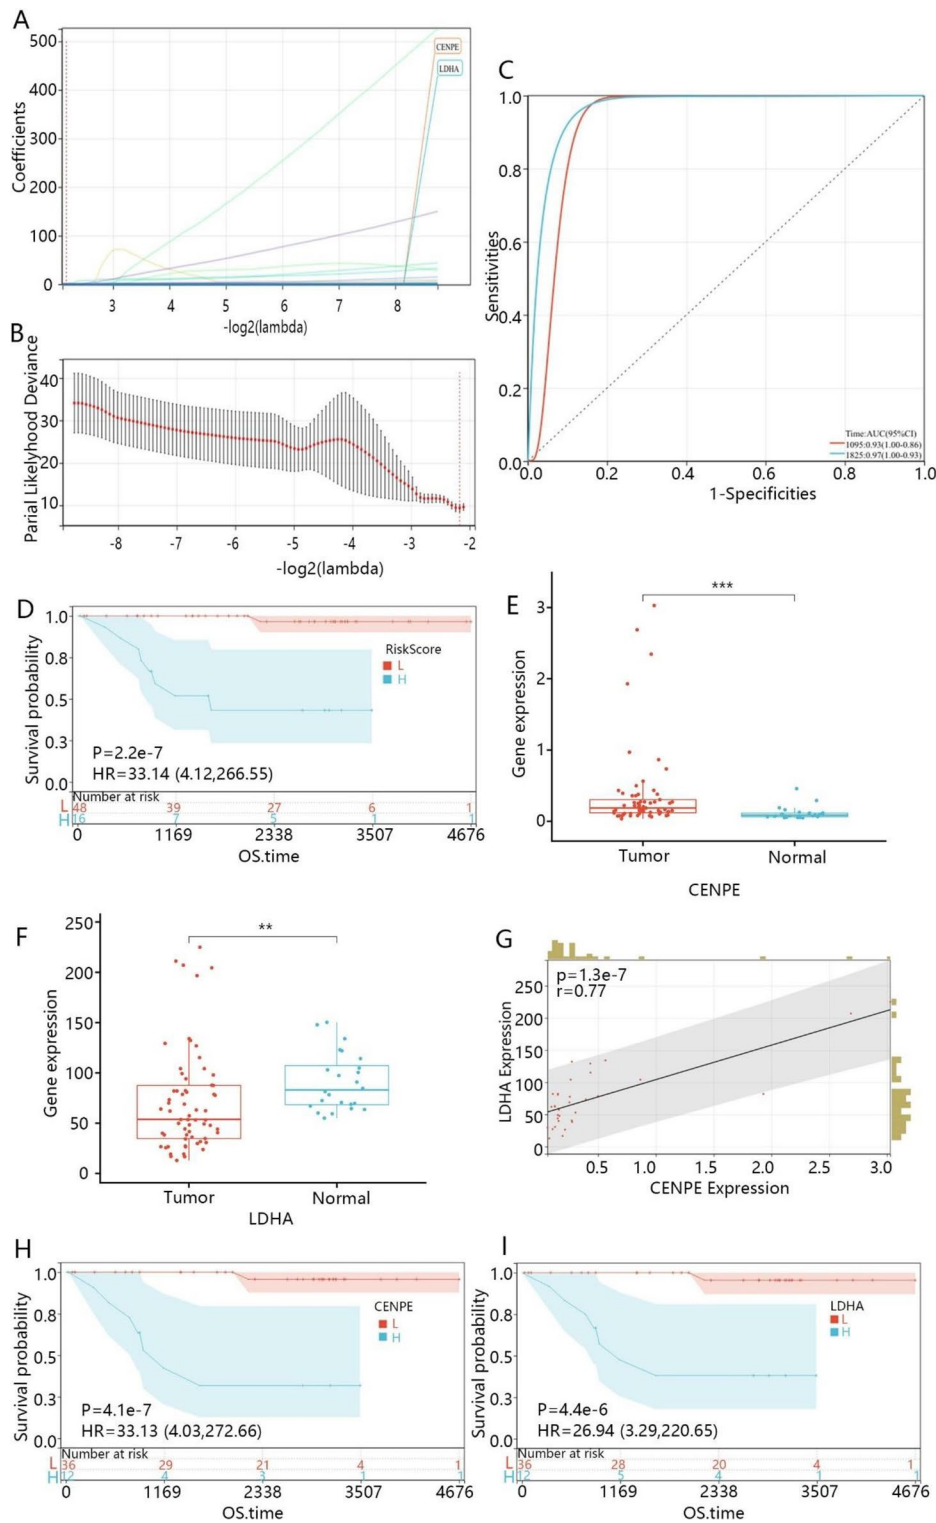 A
500
400
300
200
100
0
Coefficients
CENPE
LDHA
3 4 5 6 7 8
-log2(lambda)
B
40
30
20
10
Parial Likelyhood Deviance
-8 -7 -6 -5 -4 -3 -2
-log2(lambda)
C
1.0
0.8
0.6
0.4
0.2
0.0
Sensitivities
Time:AUC(95%CI)
1095:0.93(1.00-0.86)
1825:0.97(1.00-0.93)
0.0 0.2 0.4 0.6 0.8 1.0
1-Specificities
D
1.0
0.8
0.5
0.3
0.0
Survival probability
RiskScore
L
H
P=2.2e-7
HR=33.14 (4.12,266.55)
Number at risk
L 48 39 27 6 1
H 16 7 5 1 1
0 1169 2338 3507 4676
OS.time
E
***
3
2
1
0
Gene expression
Tumor Normal
CENPE
F
**
250
200
150
100
50
0
Gene expression
Tumor Normal
LDHA
G
p=1.3e-7
r=0.77
250
200
150
100
50
0
LDHA Expression
0.5 1.0 1.5 2.0 2.5 3.0
CENPE Expression
H
1.0
0.8
0.5
0.3
0.0
Survival probability
CENPE
L
H
P=4.1e-7
HR=33.13 (4.03,272.66)
Number at risk
L 36 29 21 4 1
H 12 4 3 1 1
0 1169 2338 3507 4676
OS.time
I
1.0
0.8
0.5
0.3
0.0
Survival probability
LDHA
L
H
P=4.4e-6
HR=26.94 (3.29,220.65)
Number at risk
L 36 28 20 4 1
H 12 5 4 1 1
0 1169 2338 3507 4676
OS.time